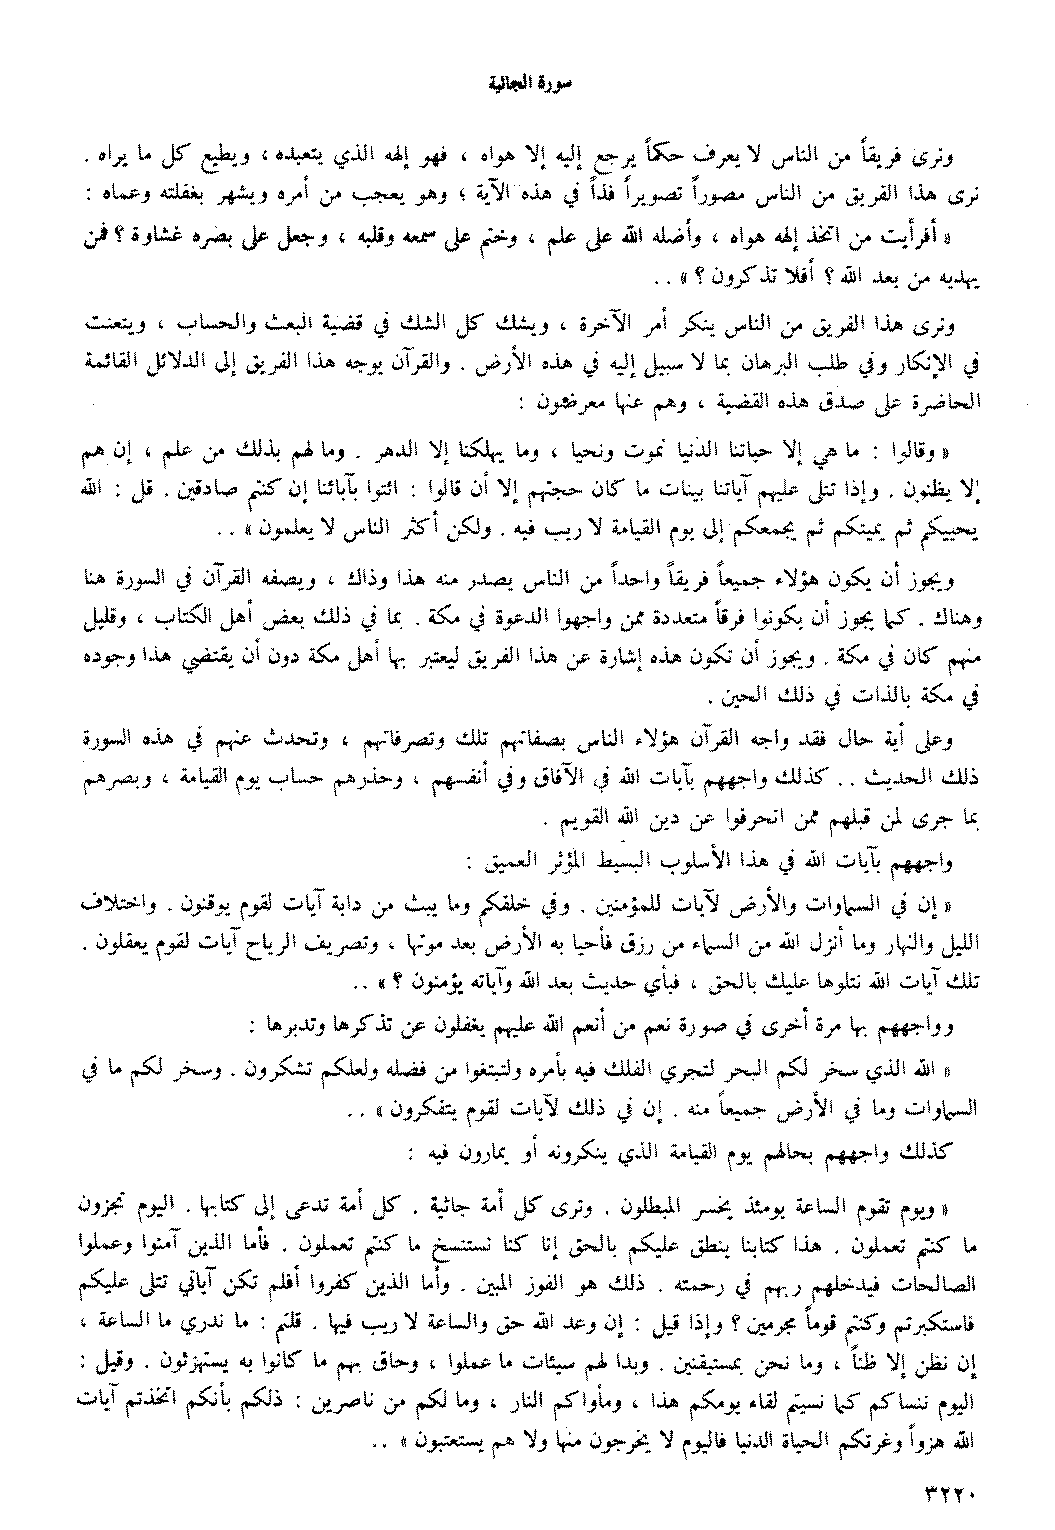 سورة الجاثية
ونرى فريقاً من الناس لا يعرف حكماً يرجع إليه إلا هواه ، فهو إلهه الذي يتعبده ، ويطيع كل ما يراه .
نرى هذا الفريق من الناس مصوراً تصويراً فذاً في هذه الآية ؛ وهو يعجب من أمره ويشهر بغفلته وعماه :
« أفرأيت من اتخذ إلهه هواه ، وأضله الله على علم ، وختم على سمعه وقلبه ، وجعل على بصره غشاوة ؟ فمن
يهديه من بعد الله ؟ أفلا تذكرون ؟ » . .
ونرى هذا الفريق من الناس ينكر أمر الآخرة ، ويشك كل الشك في قضية البعث والحساب ، ويتعنت
في الإنكار وفي طلب البرهان بما لا سبيل إليه في هذه الأرض . والقرآن يوجه هذا الفريق إلى الدلائل القائمة
الحاضرة على صدق هذه القضية ، وهم عنها معرضون :
« وقالوا : ما هي إلا حياتنا الدنيا نموت ونحيا ، وما يهلكنا إلا الدهر . وما لهم بذلك من علم ، إن هم
إلا يظنون . وإذا تتلى عليهم آياتنا بينات ما كان حجتهم إلا أن قالوا : ائتوا بآبائنا إن كنتم صادقين . قل : الله
يحييكم ثم يميتكم ثم يجمعكم إلى يوم القيامة لا ريب فيه . ولكن أكثر الناس لا يعلمون » . .
ويجوز أن يكون هؤلاء جميعاً فريقاً واحداً من الناس يصدر منه هذا وذاك ، ويصفه القرآن في السورة هنا
وهناك . كما يجوز أن يكونوا فرقاً متعددة ممن واجهوا الدعوة في مكة . بما في ذلك بعض أهل الكتاب ، وقليل
منهم كان في مكة . ويجوز أن تكون هذه إشارة عن هذا الفريق ليعتبر بها أهل مكة دون أن يقتضي هذا وجوده
في مكة بالذات في ذلك الحين .
وعلى أية حال فقد واجه القرآن هؤلاء الناس بصفاتهم تلك وتصرفاتهم ، وتحدث عنهم في هذه السورة
ذلك الحديث . . كذلك واجههم بآيات الله في الآفاق وفي أنفسهم ، وحذرهم حساب يوم القيامة ، وبصرهم
بما جرى لمن قبلهم ممن انحرفوا عن دين الله القويم .
واجههم بآيات الله في هذا الأسلوب البسيط المؤثر العميق :
« إن في السماوات والأرض لآيات للمؤمنين . وفي خلقكم وما يبث من دابة آيات لقوم يوقنون . واختلاف
الليل والنهار وما أنزل الله من السماء من رزق فأحيا به الأرض بعد موتها ، وتصريف الرياح آيات لقوم يعقلون .
تلك آيات الله نتلوها عليك بالحق ، فبأي حديث بعد الله وآياته يؤمنون ؟ » . .
وواجههم بها مرة أخرى في صورة نعم من أنعم الله عليهم يغفلون عن تذكرها وتدبرها :
« الله الذي سخر لكم البحر لتجري الفلك فيه بأمره ولتبتغوا من فضله ولعلكم تشكرون . وسخر لكم ما في
السماوات وما في الأرض جميعاً منه . إن في ذلك لآيات لقوم يتفكرون » . .
كذلك واجههم بحالهم يوم القيامة الذي ينكرونه أو يمارون فيه :
« ويوم تقوم الساعة يومئذ يخسر المبطلون . وترى كل أمة جاثية . كل أمة تدعى إلى كتابها . اليوم تجزون
ما كنتم تعملون . هذا كتابنا ينطق عليكم بالحق إنا كنا نستنسخ ما كنتم تعملون . فأما الذين آمنوا وعملوا
الصالحات فيدخلهم ربهم في رحمته . ذلك هو الفوز المبين . وأما الذين كفروا أفلم تكن آياتي تتلى عليكم
فاستكبرتم وكنتم قوماً مجرمين ؟ وإذا قيل : إن وعد الله حق والساعة لا ريب فيها . قلتم : ما ندري ما الساعة ،
إن نظن إلا ظناً ، وما نحن بمستيقنين . وبدا لهم سيئات ما عملوا ، وحاق بهم ما كانوا به يستهزئون . وقيل :
اليوم ننساكم كما نسيتم لقاء يومكم هذا ، ومأواكم النار ، وما لكم من ناصرين : ذلكم بأنكم اتخذتم آيات
الله هزواً وغرتكم الحياة الدنيا فاليوم لا يخرجون منها ولا هم يستعتبون » . .
٣٢٢٠